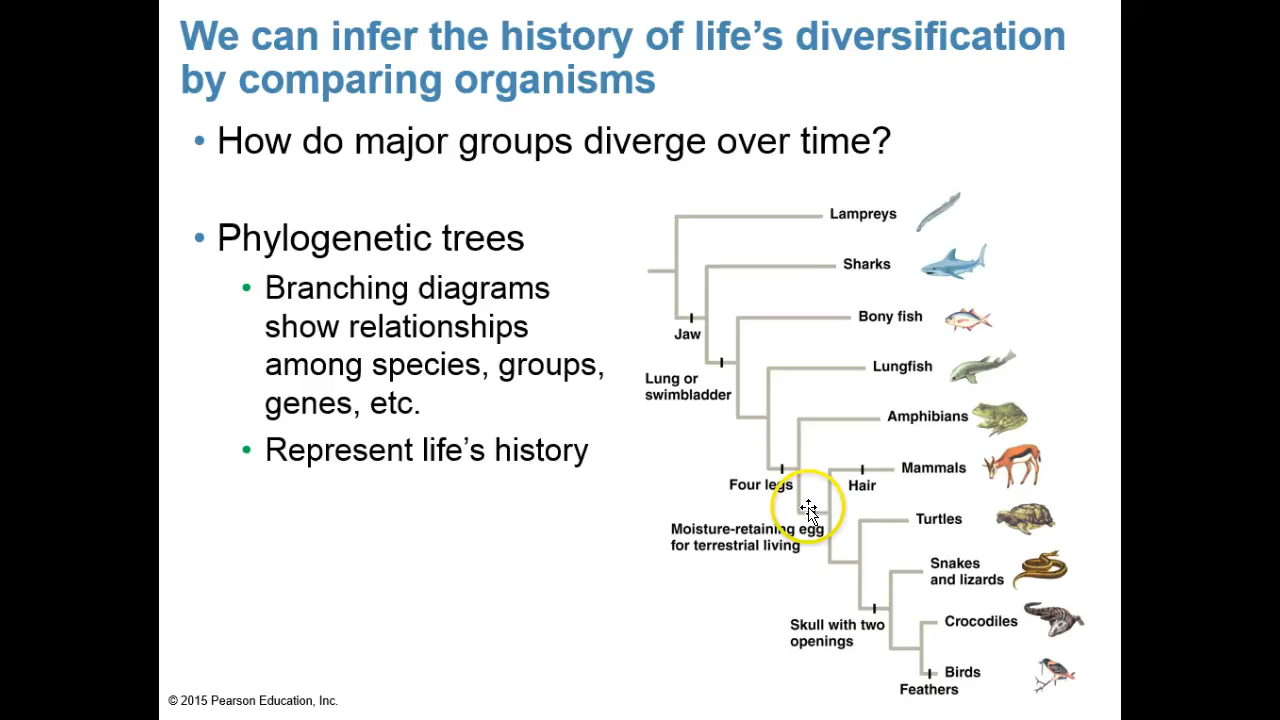 We can infer the history of life's diversification
by comparing organisms
• How do major groups diverge over time?
• Phylogenetic trees
• Branching diagrams
show relationships
among species, groups,
genes, etc.
• Represent life's history
Lampreys
Sharks
Bony fish
Jaw
Lungfish
Lung or
swimbladder
Amphibians
Mammals
Four legs
Hair
Turtles
Moisture-retaining egg
for terrestrial living
Snakes
and lizards
Crocodiles
Skull with two
openings
Birds
Feathers
© 2015 Pearson Education, Inc.